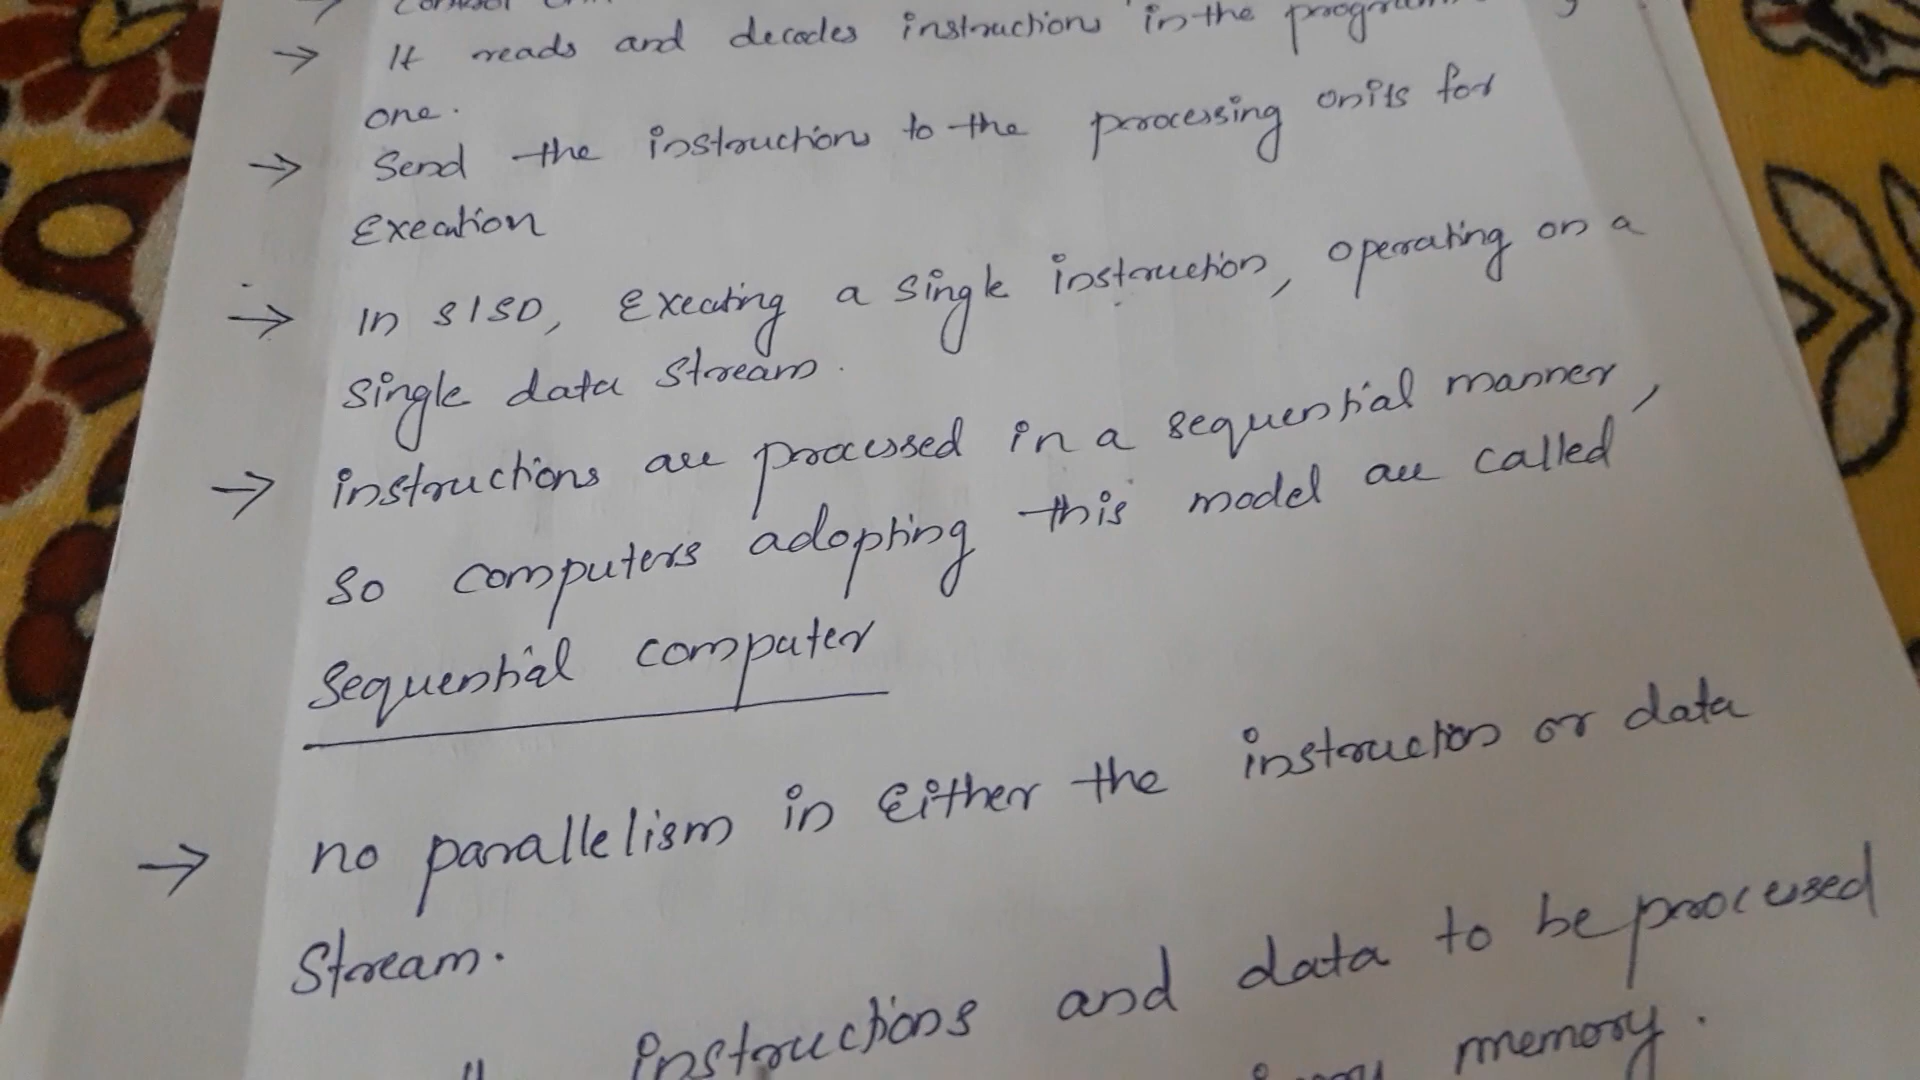 → It reads and decodes instructions in the
one.
→ Send the instructions to the processing units for
Execution
→ In SISD, Executing a single instruction, operating on a
single data stream.
→ instructions are processed in a sequential manner,
so computers adopting this model are called
Sequential computer
→ no parallelism in Either the instruction or data
Stream.
instructions and data to be processed
memory.